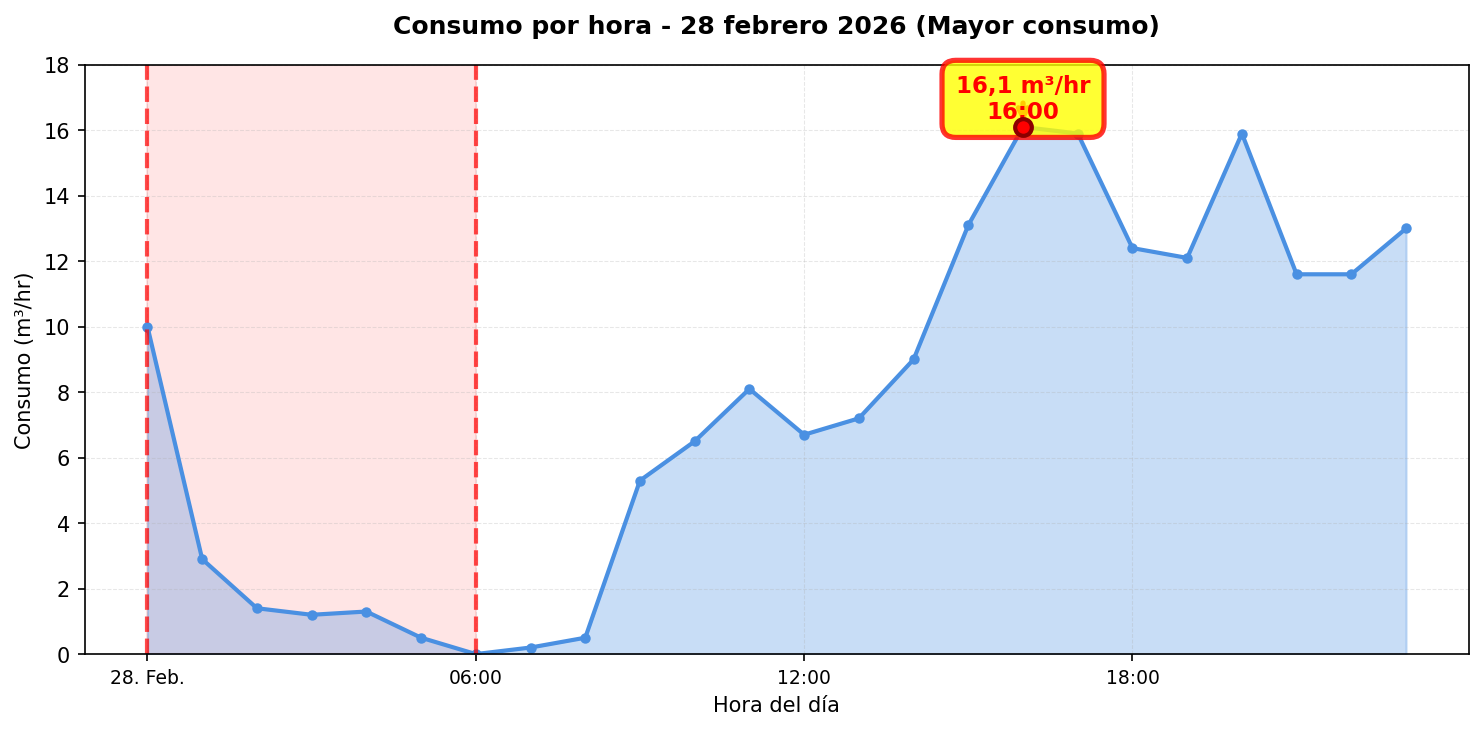 Consumo por hora - 28 febrero 2026 (Mayor consumo)
18
16
14
12
10
8
6
4
2
0
Consumo (m³/hr)
16,1 m³/hr
16:00
28. Feb.
06:00
12:00
18:00
Hora del día